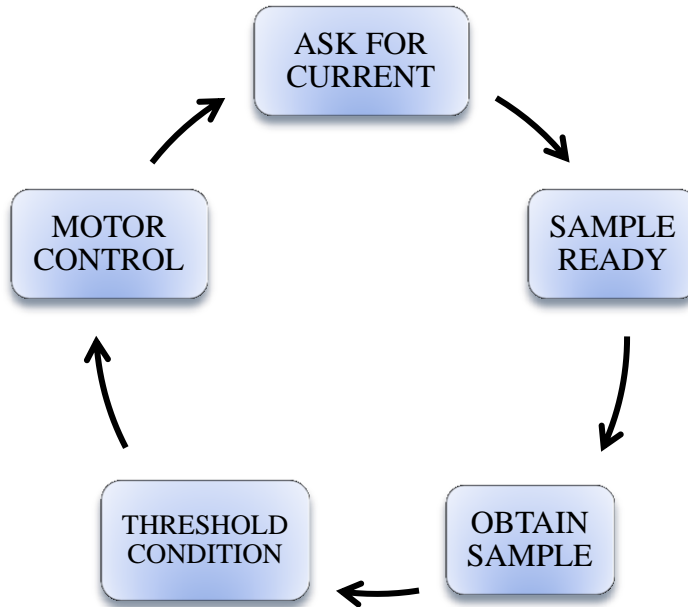 ASK FOR
CURRENT
SAMPLE
READY
OBTAIN
SAMPLE
THRESHOLD
CONDITION
MOTOR
CONTROL